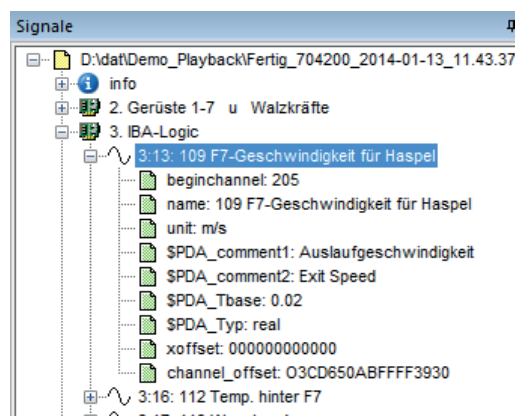 Signale
D:\dat\Demo_Playback\Fertig_704200_2014-01-13_11.43.37
info
2. Gerüste 1-7 u Walzkräfte
3. IBA-Logic
3:13: 109 F7-Geschwindigkeit für Haspel
beginchannel: 205
name: 109 F7-Geschwindigkeit für Haspel
unit: m/s
$PDA_comment1: Auslaufgeschwindigkeit
$PDA_comment2: Exit Speed
$PDA_Tbase: 0.02
$PDA_Typ: real
xoffset: 000000000000
channel_offset: O3CD650ABFFFF3930
3:16: 112 Temp. hinter F7